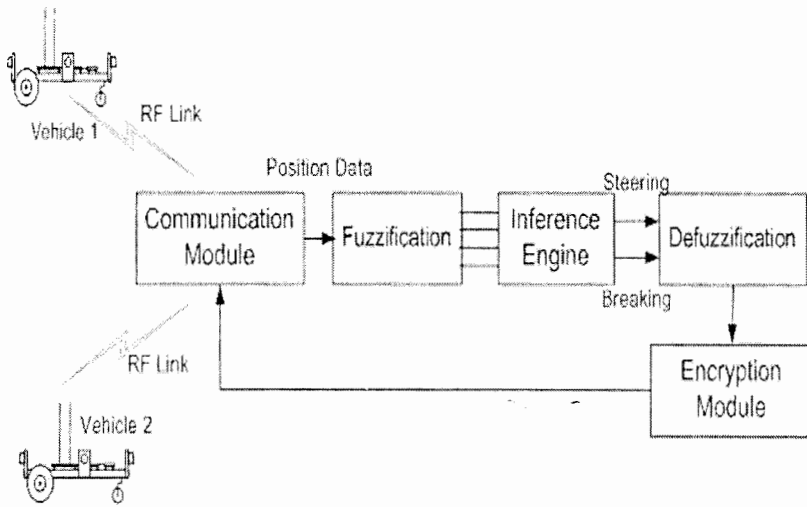 Vehicle 1
RF Link
Position Data
Communication
Module
Fuzzification
Inference
Engine
Steering
Breaking
Defuzzification
Encryption
Module
RF Link
Vehicle 2